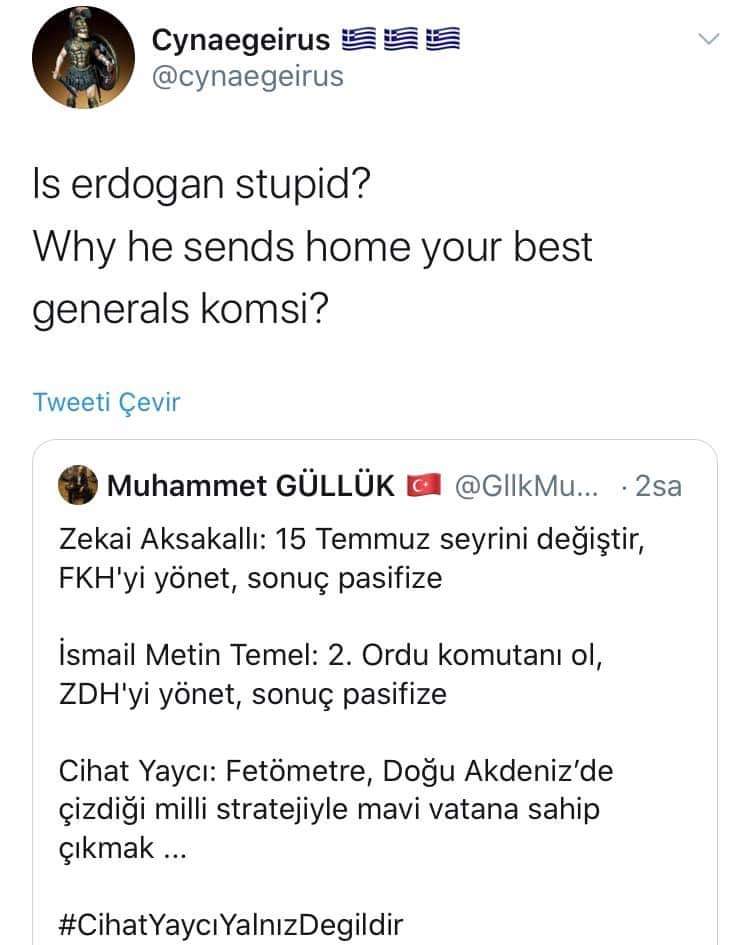 Cynaegeirus 🇬🇷 🇬🇷 🇬🇷
@cynaegeirus
Is erdogan stupid?
Why he sends home your best
generals komsi?
Tweeti Çevir
Muhammet GÜLLÜK 🇹🇷 @GllkMu... · 2sa
Zekai Aksakallı: 15 Temmuz seyrini değiştir,
FKH'yi yönet, sonuç pasifize
İsmail Metin Temel: 2. Ordu komutanı ol,
ZDH'yi yönet, sonuç pasifize
Cihat Yaycı: Fetömetre, Doğu Akdeniz’de
çizdiği milli stratejiyle mavi vatana sahip
çıkmak ...
#CihatYaycıYalnızDegildir